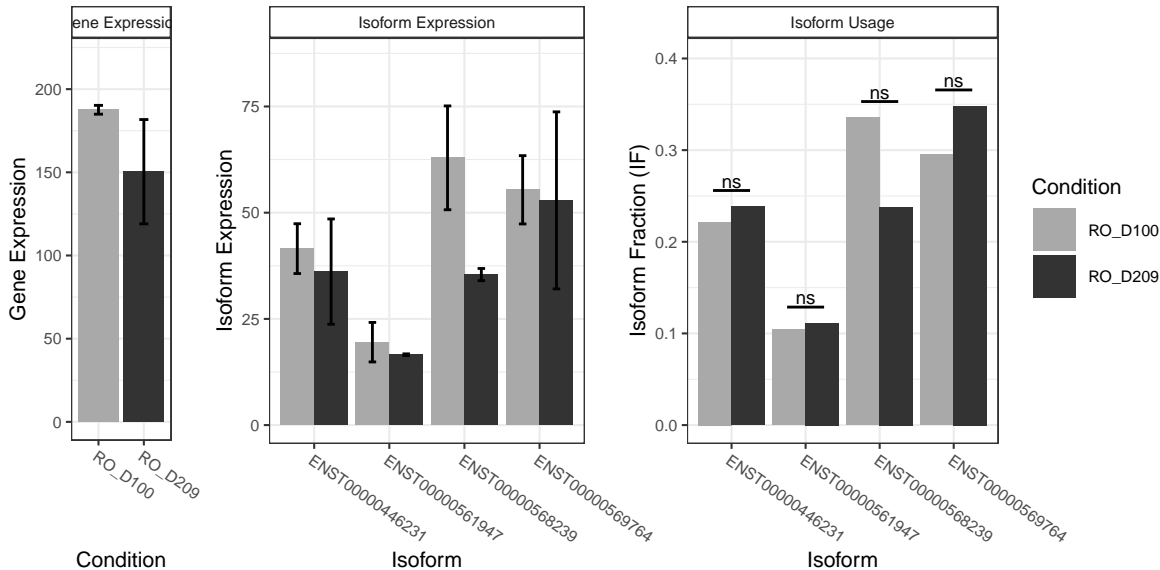 ene Expressio
Gene Expression
200
150
100
50
0
RO_D100
RO_D209
Condition
Isoform Expression
Isoform Expression
75
50
25
0
ENST00000446231
ENST00000561947
ENST00000568239
ENST00000569764
Isoform
Isoform Usage
Isoform Fraction (IF)
0.4
0.3
0.2
0.1
0.0
ns
ns
ns
ns
ENST00000446231
ENST00000561947
ENST00000568239
ENST00000569764
Isoform
Condition
RO_D100
RO_D209